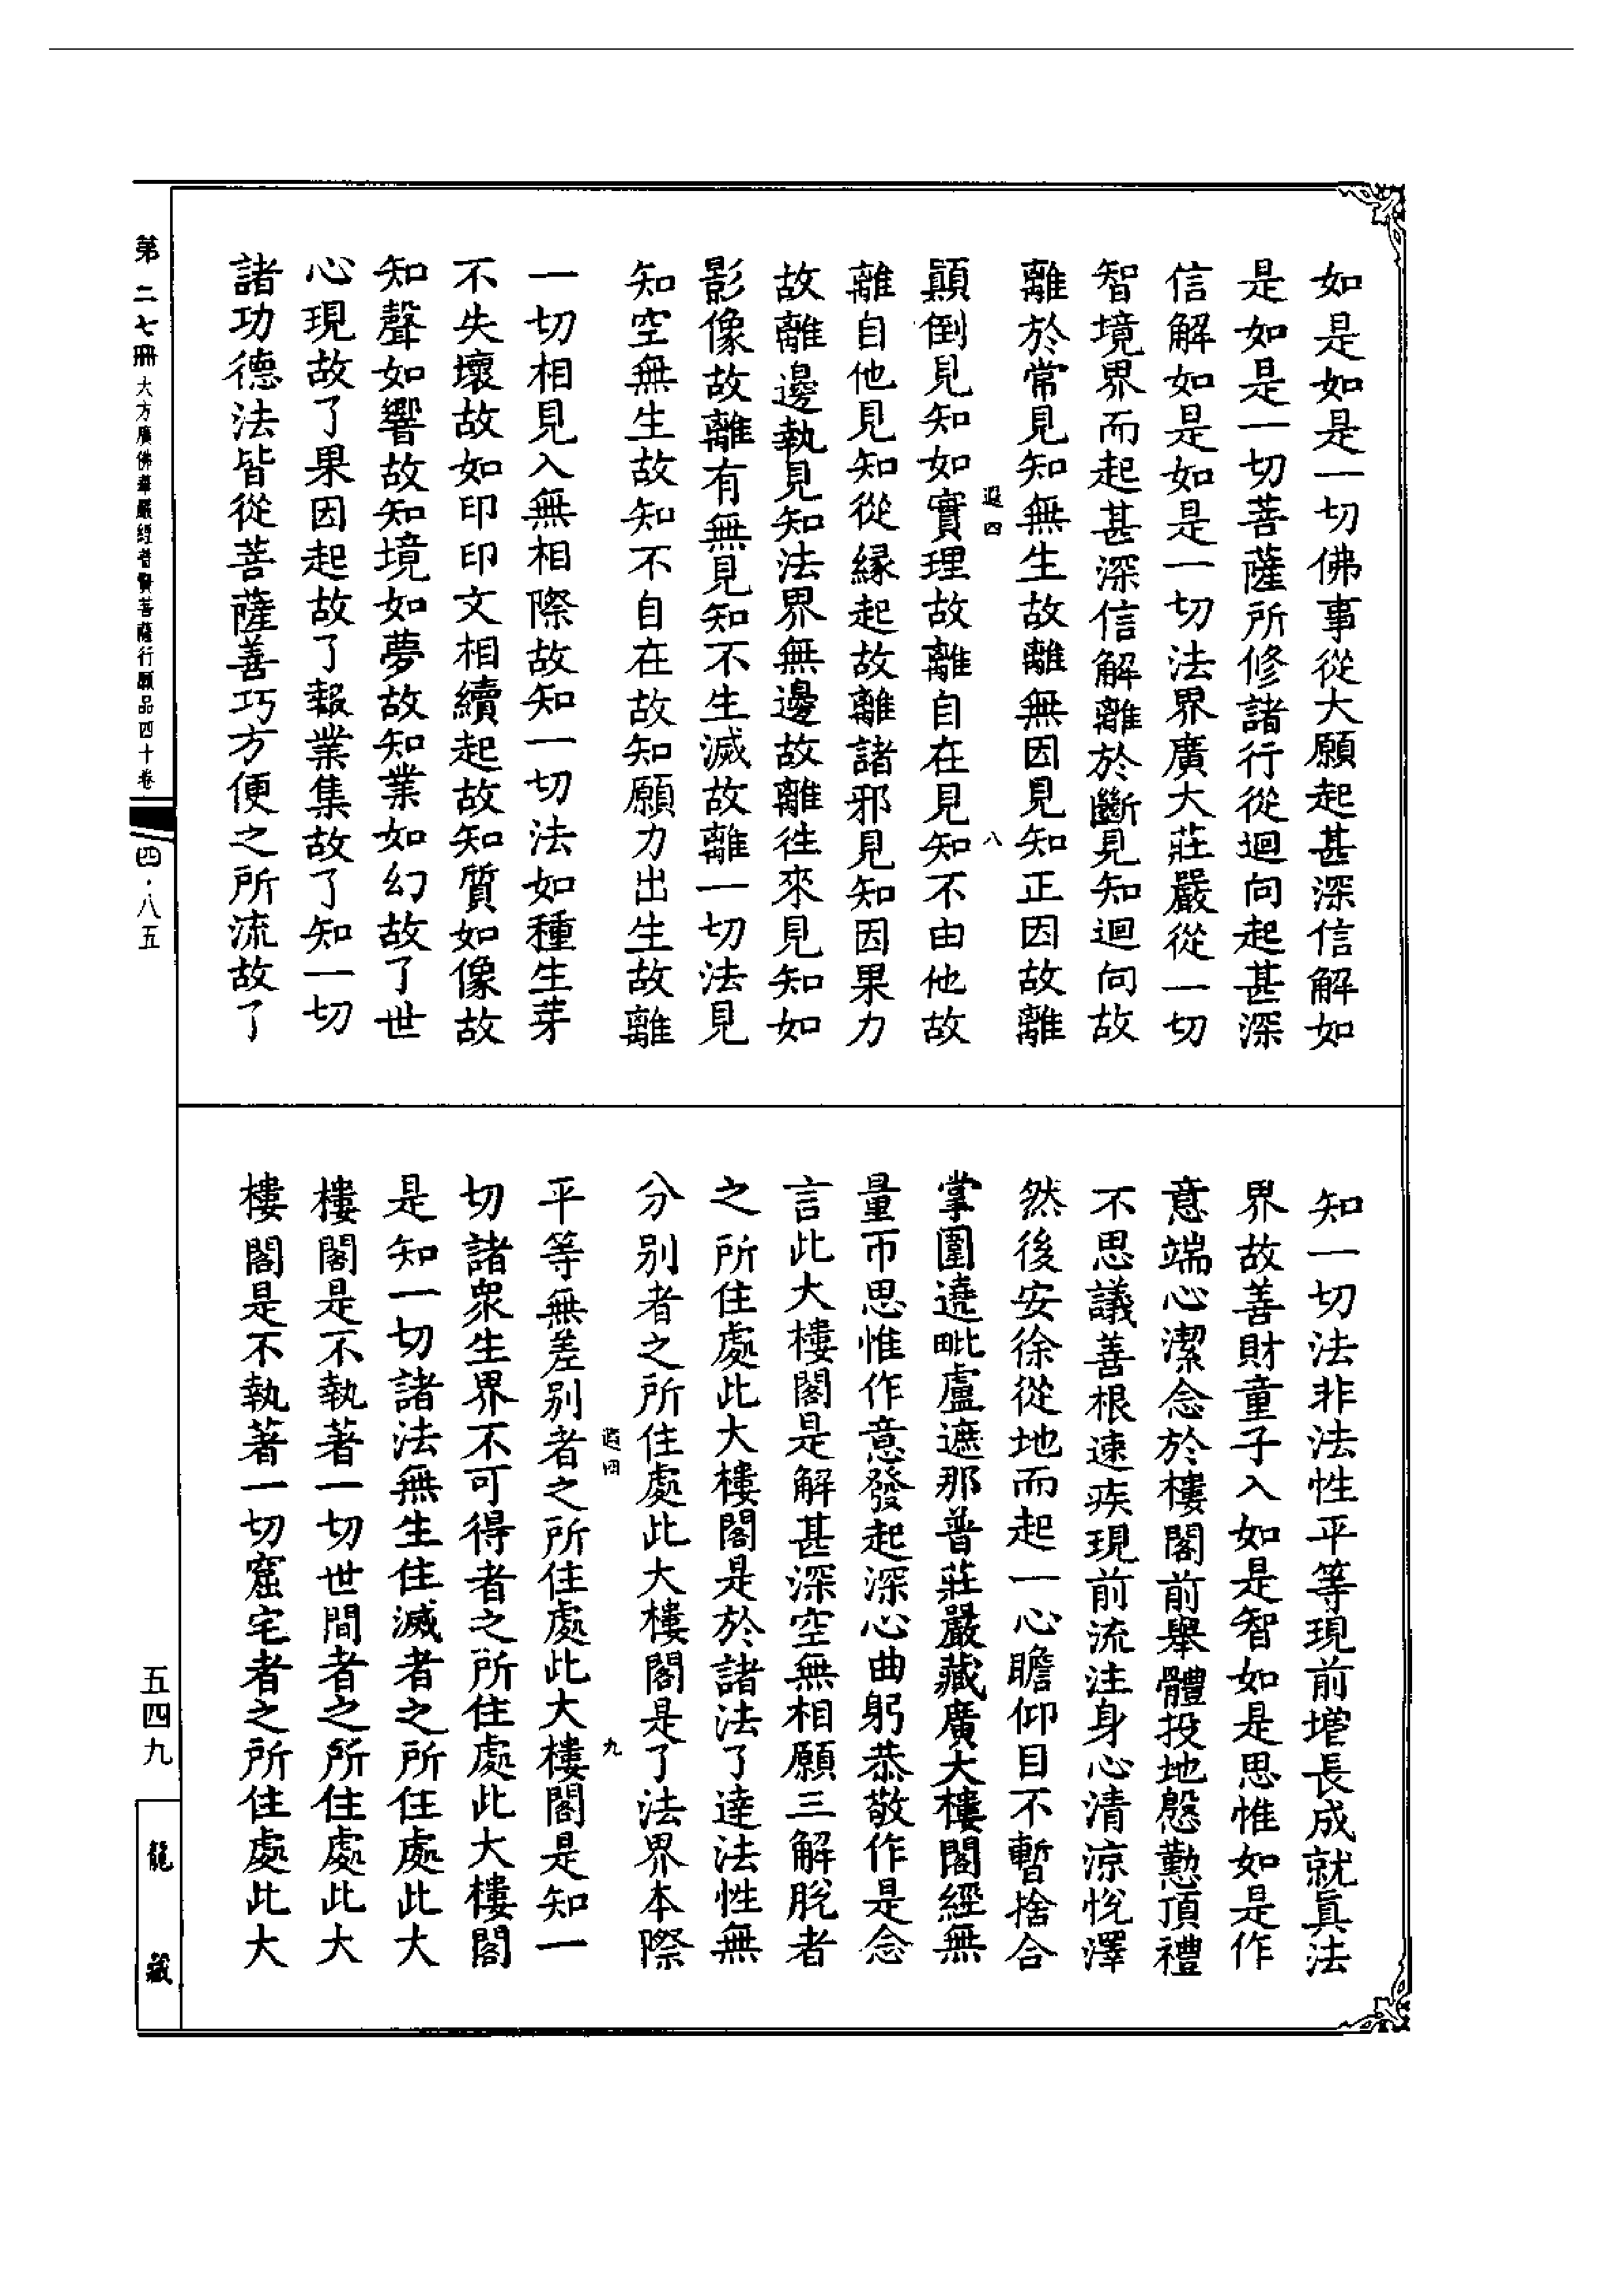 如是如是一切佛事從大願起甚深信解如
是如是一切菩薩所修諸行從迴向起甚深
信解如是如是一切法界廣大莊嚴從一切
智境界而起甚深信解離於斷見知迴向故
離於常見知無生故離無因見知正因故離
遐四 八
顛倒見知如實理故離自在見知不由他故
離自他見知從緣起故離諸邪見知因果力
故離邊執見知法界無邊故離徃來見知如
影像故離有無見知不生滅故離一切法見
知空無生故知不自在故知願力出生故離
一切相見入無相際故知一切法如種生芽
不失壞故如印印文相續起故知質如像故
知聲如響故知境如夢故知業如幻故了世
心現故了果因起故了報業集故了知一切
諸功德法皆從菩薩善巧方便之所流故了
知一切法非法性平等現前增長成就真法
界故善財童子入如是智如是思惟如是作
意端心潔念於樓閣前舉體投地慇懃頂禮
不思議善根速疾現前流注身心清涼悅澤
然後安徐從地而起一心瞻仰目不暫捨合
掌圍遶毗盧遮那普莊嚴藏廣大樓閣經無
量帀思惟作意發起深心曲躬恭敬作是念
言此大樓閣是解甚深空無相願三解脫者
之所住處此大樓閣是於諸法了達法性無
分別者之所住處此大樓閣是了法界本際
遐四 九
平等無差別者之所住處此大樓閣是知一
切諸衆生界不可得者之所住處此大樓閣
是知一切諸法無生住滅者之所住處此大
樓閣是不執著一切世間者之所住處此大
樓閣是不執著一切窟宅者之所住處此大
第二七冊 大方廣佛華嚴經普賢菩薩行願品四十卷
四·八五
五四九
龍藏